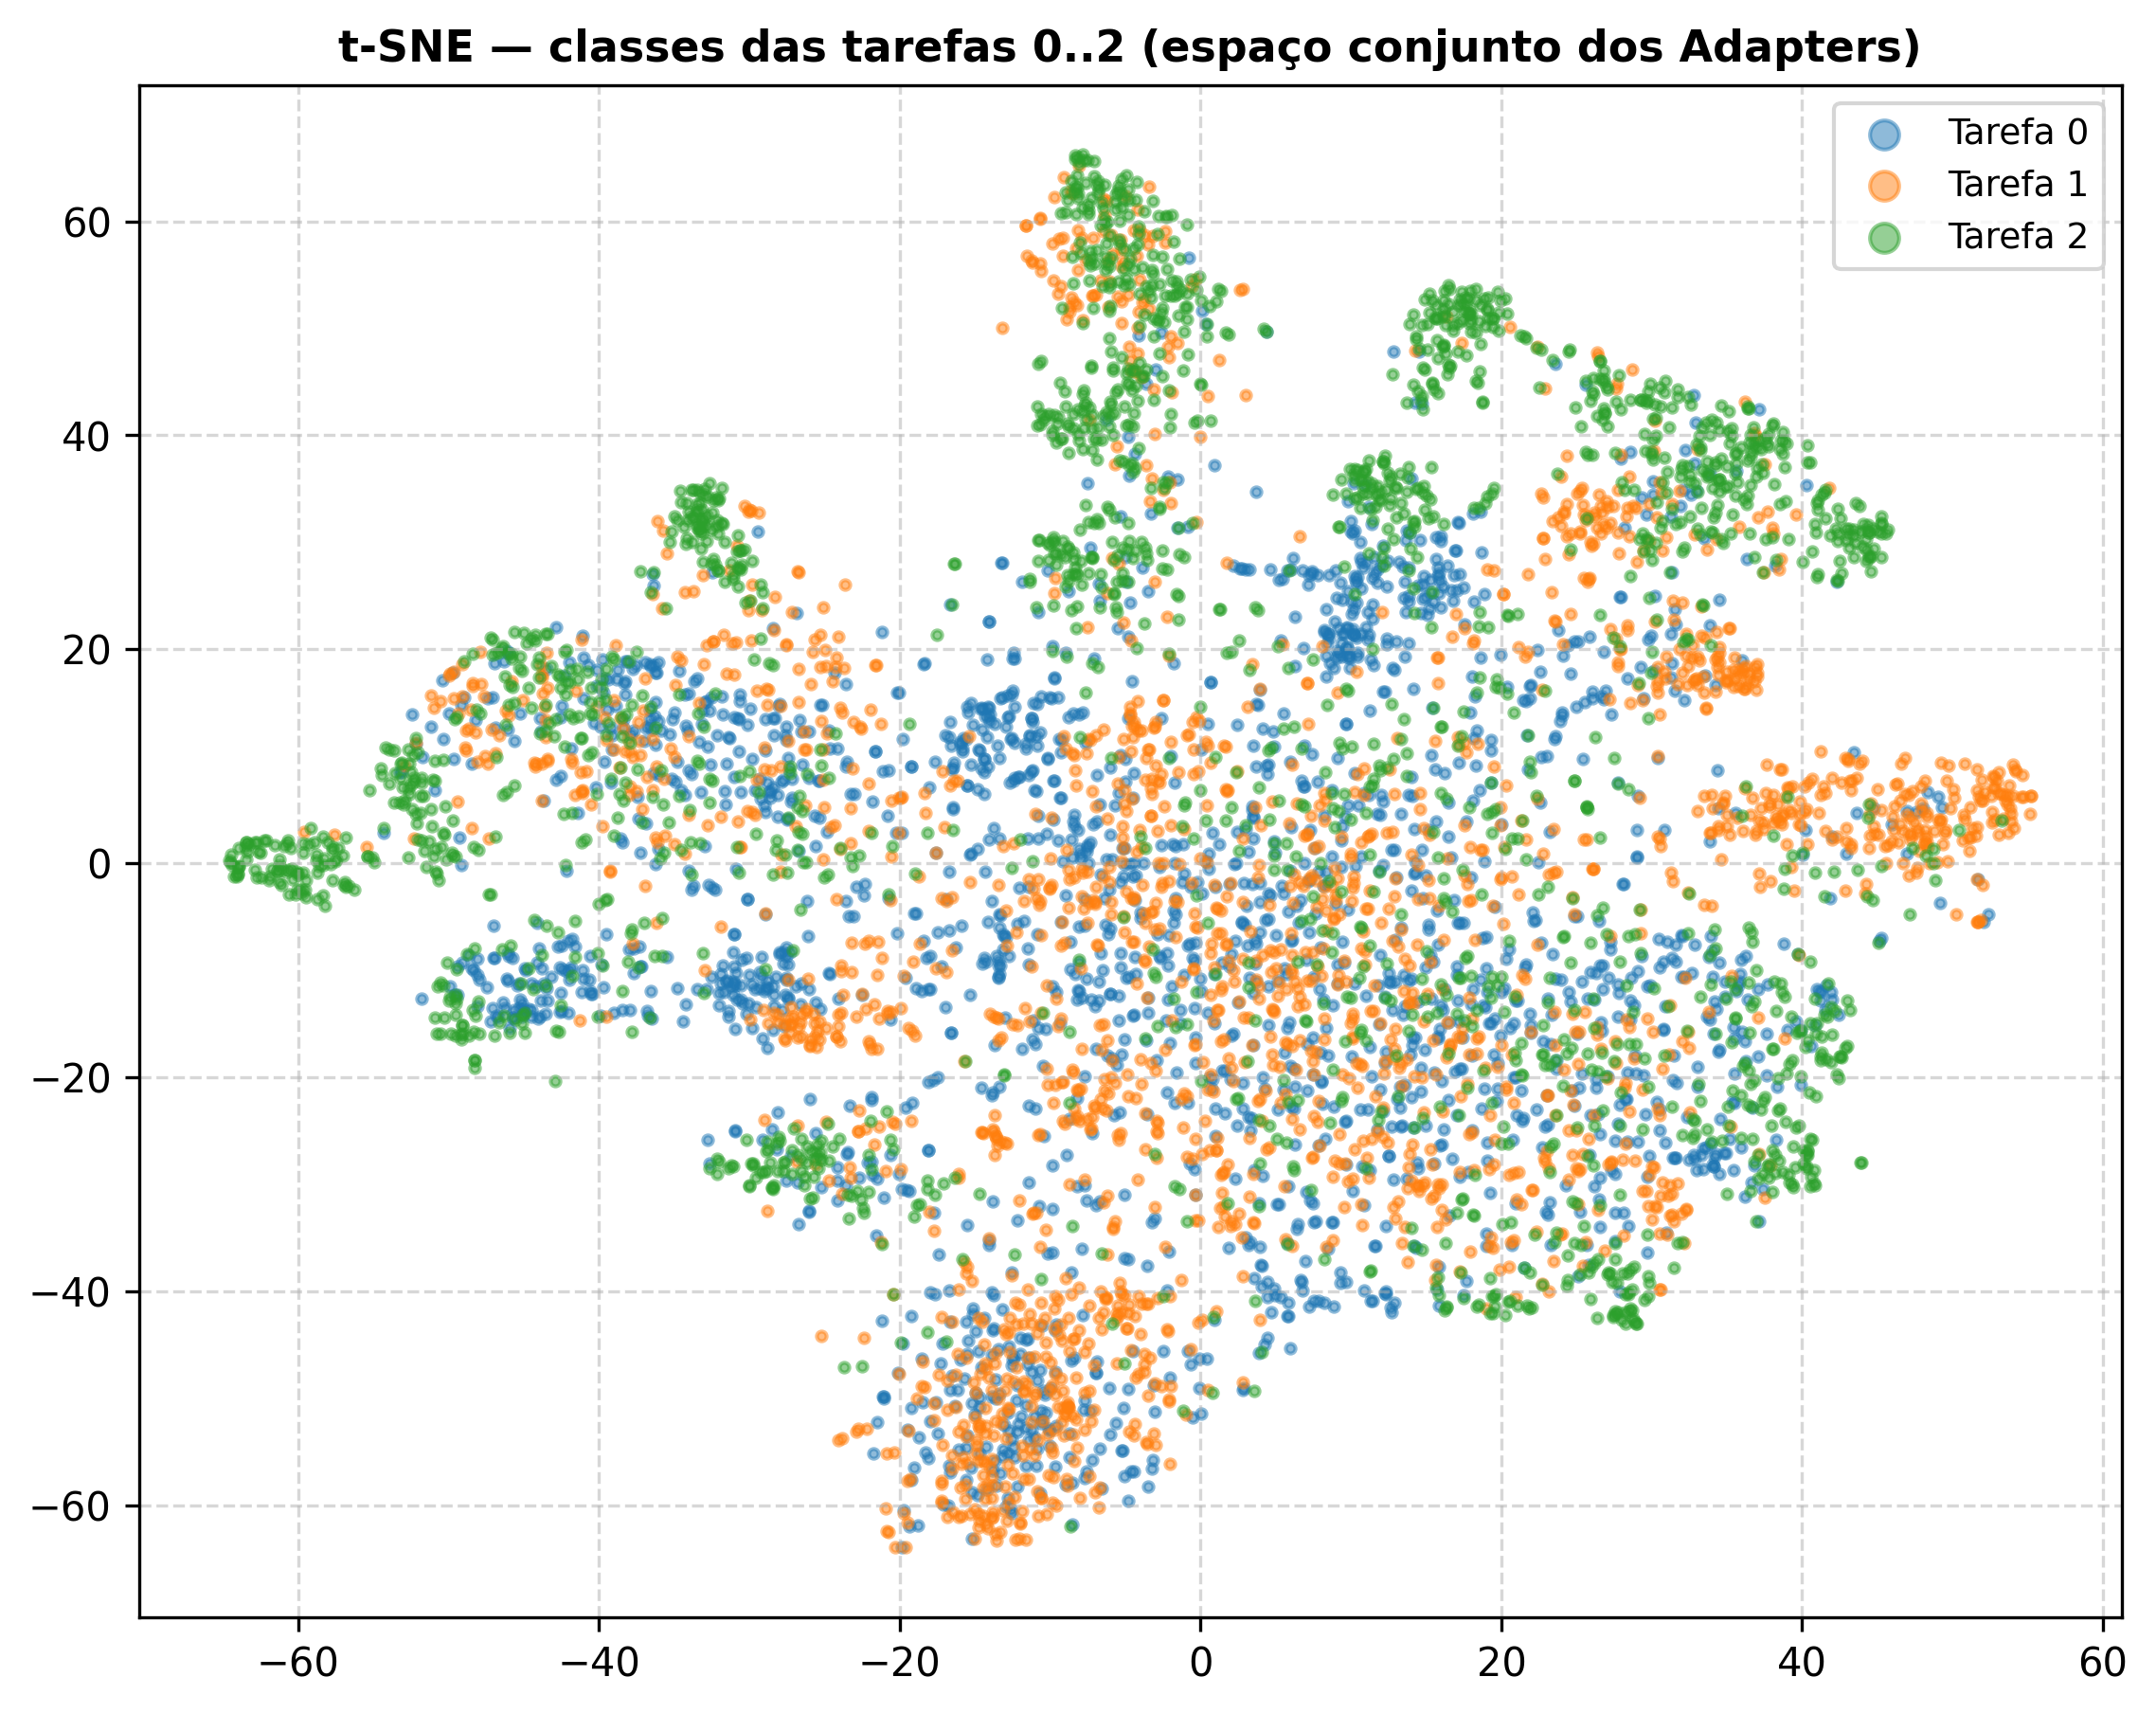 t-SNE — classes das tarefas 0..2 (espaço conjunto dos Adapters)
Tarefa 0
Tarefa 1
Tarefa 2
60
40
20
0
−20
−40
−60
−60 −40 −20 0 20 40 60